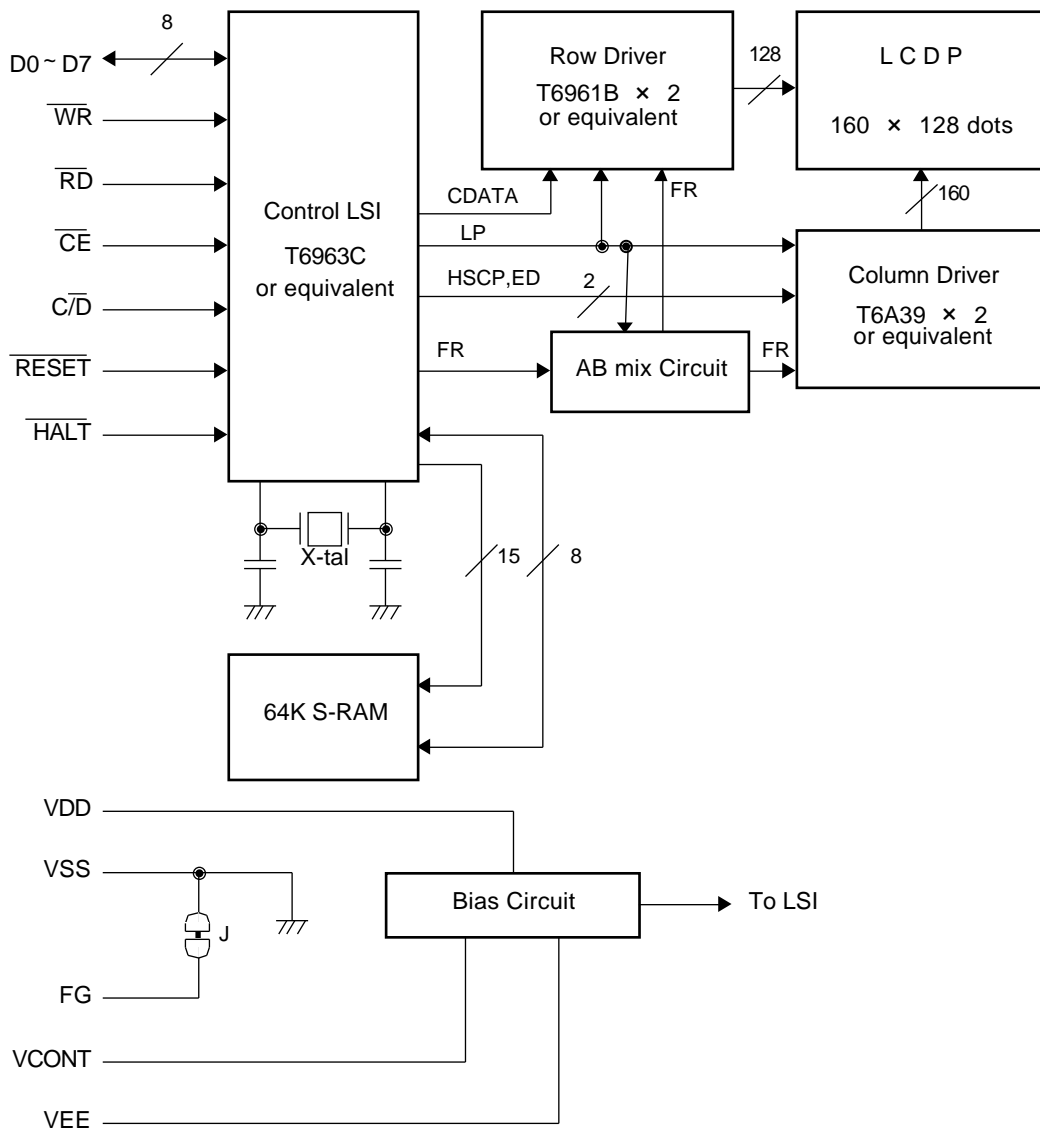 8
D0 ~ D7
WR
RD
CE
C/D
RESET
HALT
Control LSI
T6963C
or equivalent
Row Driver
T6961B × 2
or equivalent
128
L C D P
160 × 128 dots
CDATA
LP
HSCP,ED
2
FR
FR
160
Column Driver
T6A39 × 2
or equivalent
AB mix Circuit
FR
X-tal
15
8
64K S-RAM
VDD
VSS
J
FG
VCONT
VEE
Bias Circuit
To LSI